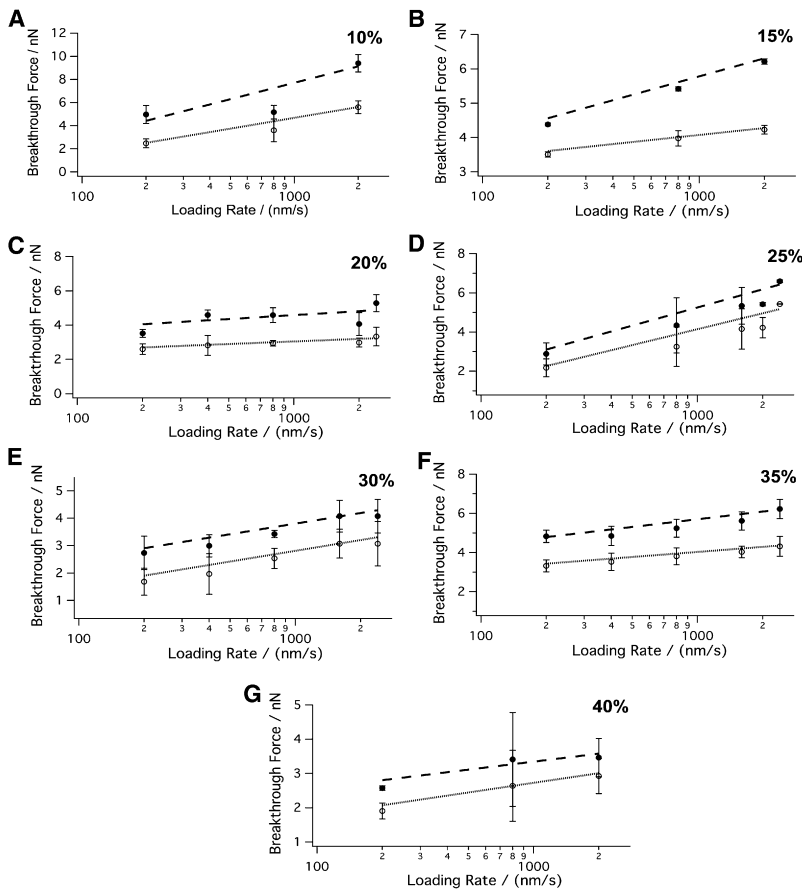 A
10%
Breakthrough Force / nN
12
10
8
6
4
2
0
100
2 3 4 5 6 7 8 9
1000
2
Loading Rate / (nm/s)
B
15%
Breakthrough Force / nN
7
6
5
4
3
100
2 3 4 5 6 7 8 9
1000
2
Loading Rate / (nm/s)
C
20%
Breaktrhough Force / nN
8
6
4
2
0
100
2 3 4 5 6 7 8 9
1000
2
Loading Rate / (nm/s)
D
25%
Breakthrough Force / nN
8
6
4
2
100
2 3 4 5 6 7 8 9
1000
2
Loading Rate / (nm/s)
E
30%
Breakthrough Force / nN
5
4
3
2
1
100
2 3 4 5 6 7 8 9
1000
2
Loading Rate / (nm/s)
F
35%
Breakthrough Force / nN
8
6
4
2
100
2 3 4 5 6 7 8 9
1000
2
Loading Rate / (nm/s)
G
40%
Breakthrough Force / nN
5
4
3
2
1
100
2 3 4 5 6 7 8 9
1000
2
Loading Rate / (nm/s)